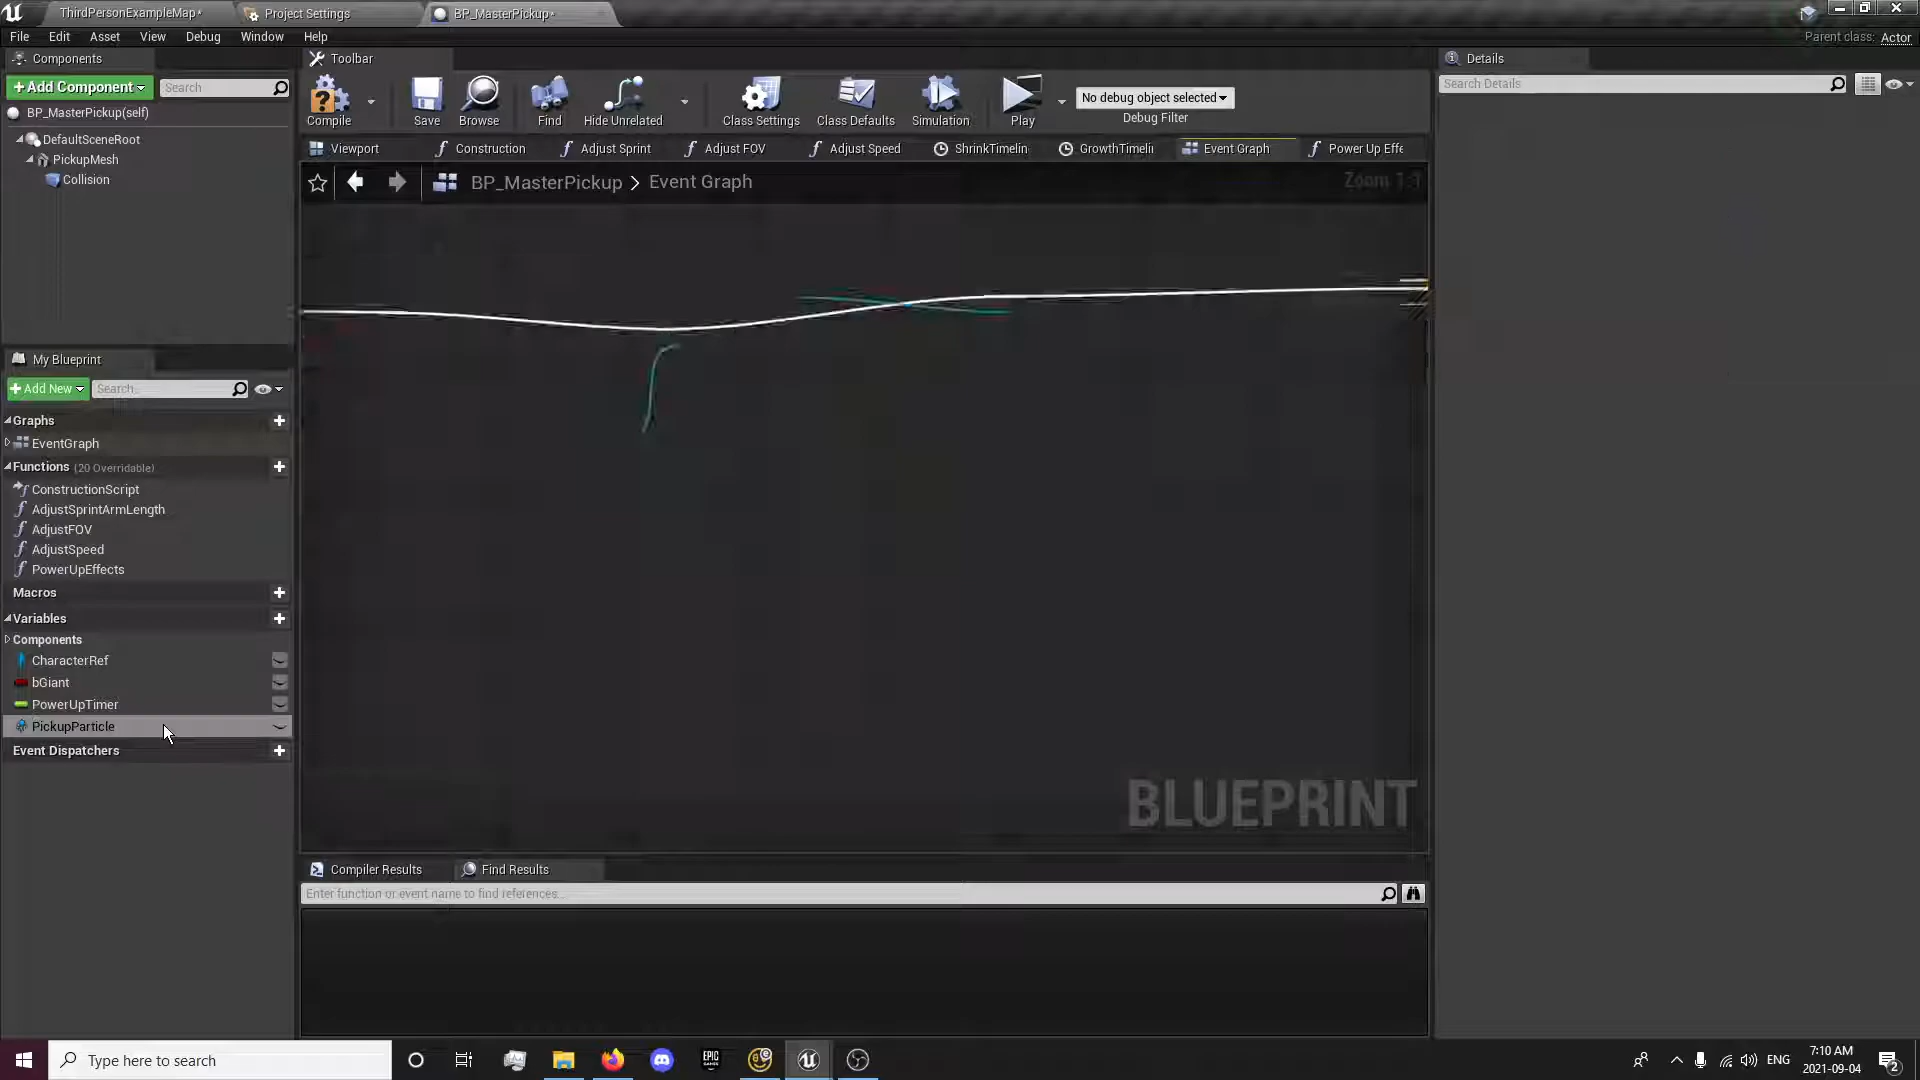 ThirdPersonExampleMap*
Project Settings
BP_MasterPickup*
File Edit Asset View Debug Window Help
Parent class: Actor
Components
+Add Component
Search
BP_MasterPickup(self)
DefaultSceneRoot
PickupMesh
Collision
Toolbar
Compile
Save
Browse
Find
Hide Unrelated
Class Settings
Class Defaults
Simulation
Play
No debug object selected
Debug Filter
Details
Search Details
Viewport
Construction
Adjust Sprint
Adjust FOV
Adjust Speed
ShrinkTimelin
GrowthTimeli
Event Graph
Power Up Effe
BP_MasterPickup > Event Graph
Zoom 1:1
My Blueprint
+Add New
Search
Graphs
EventGraph
Functions (20 Overridable)
ConstructionScript
AdjustSprintArmLength
AdjustFOV
AdjustSpeed
PowerUpEffects
Macros
Variables
Components
CharacterRef
bGiant
PowerUpTimer
PickupParticle
Event Dispatchers
BLUEPRINT
Compiler Results
Find Results
Enter function or event name to find references...
Type here to search
EPIC
GAMES
ENG
7:10 AM
2021-09-04
2